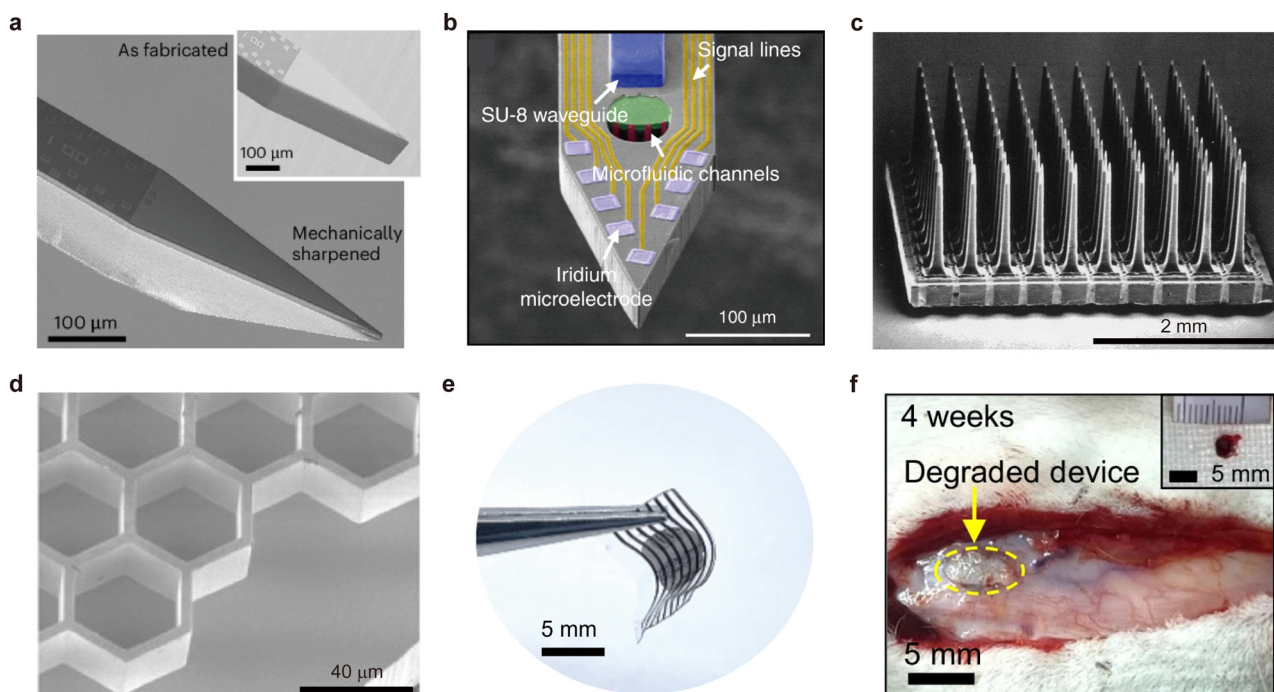 a
As fabricated
100 μm
Mechanically
sharpened
100 μm
b
Signal lines
SU-8 waveguide
Microfluidic channels
Iridium
microelectrode
100 μm
c
2 mm
d
40 μm
e
5 mm
f
4 weeks
Degraded device
5 mm
5 mm